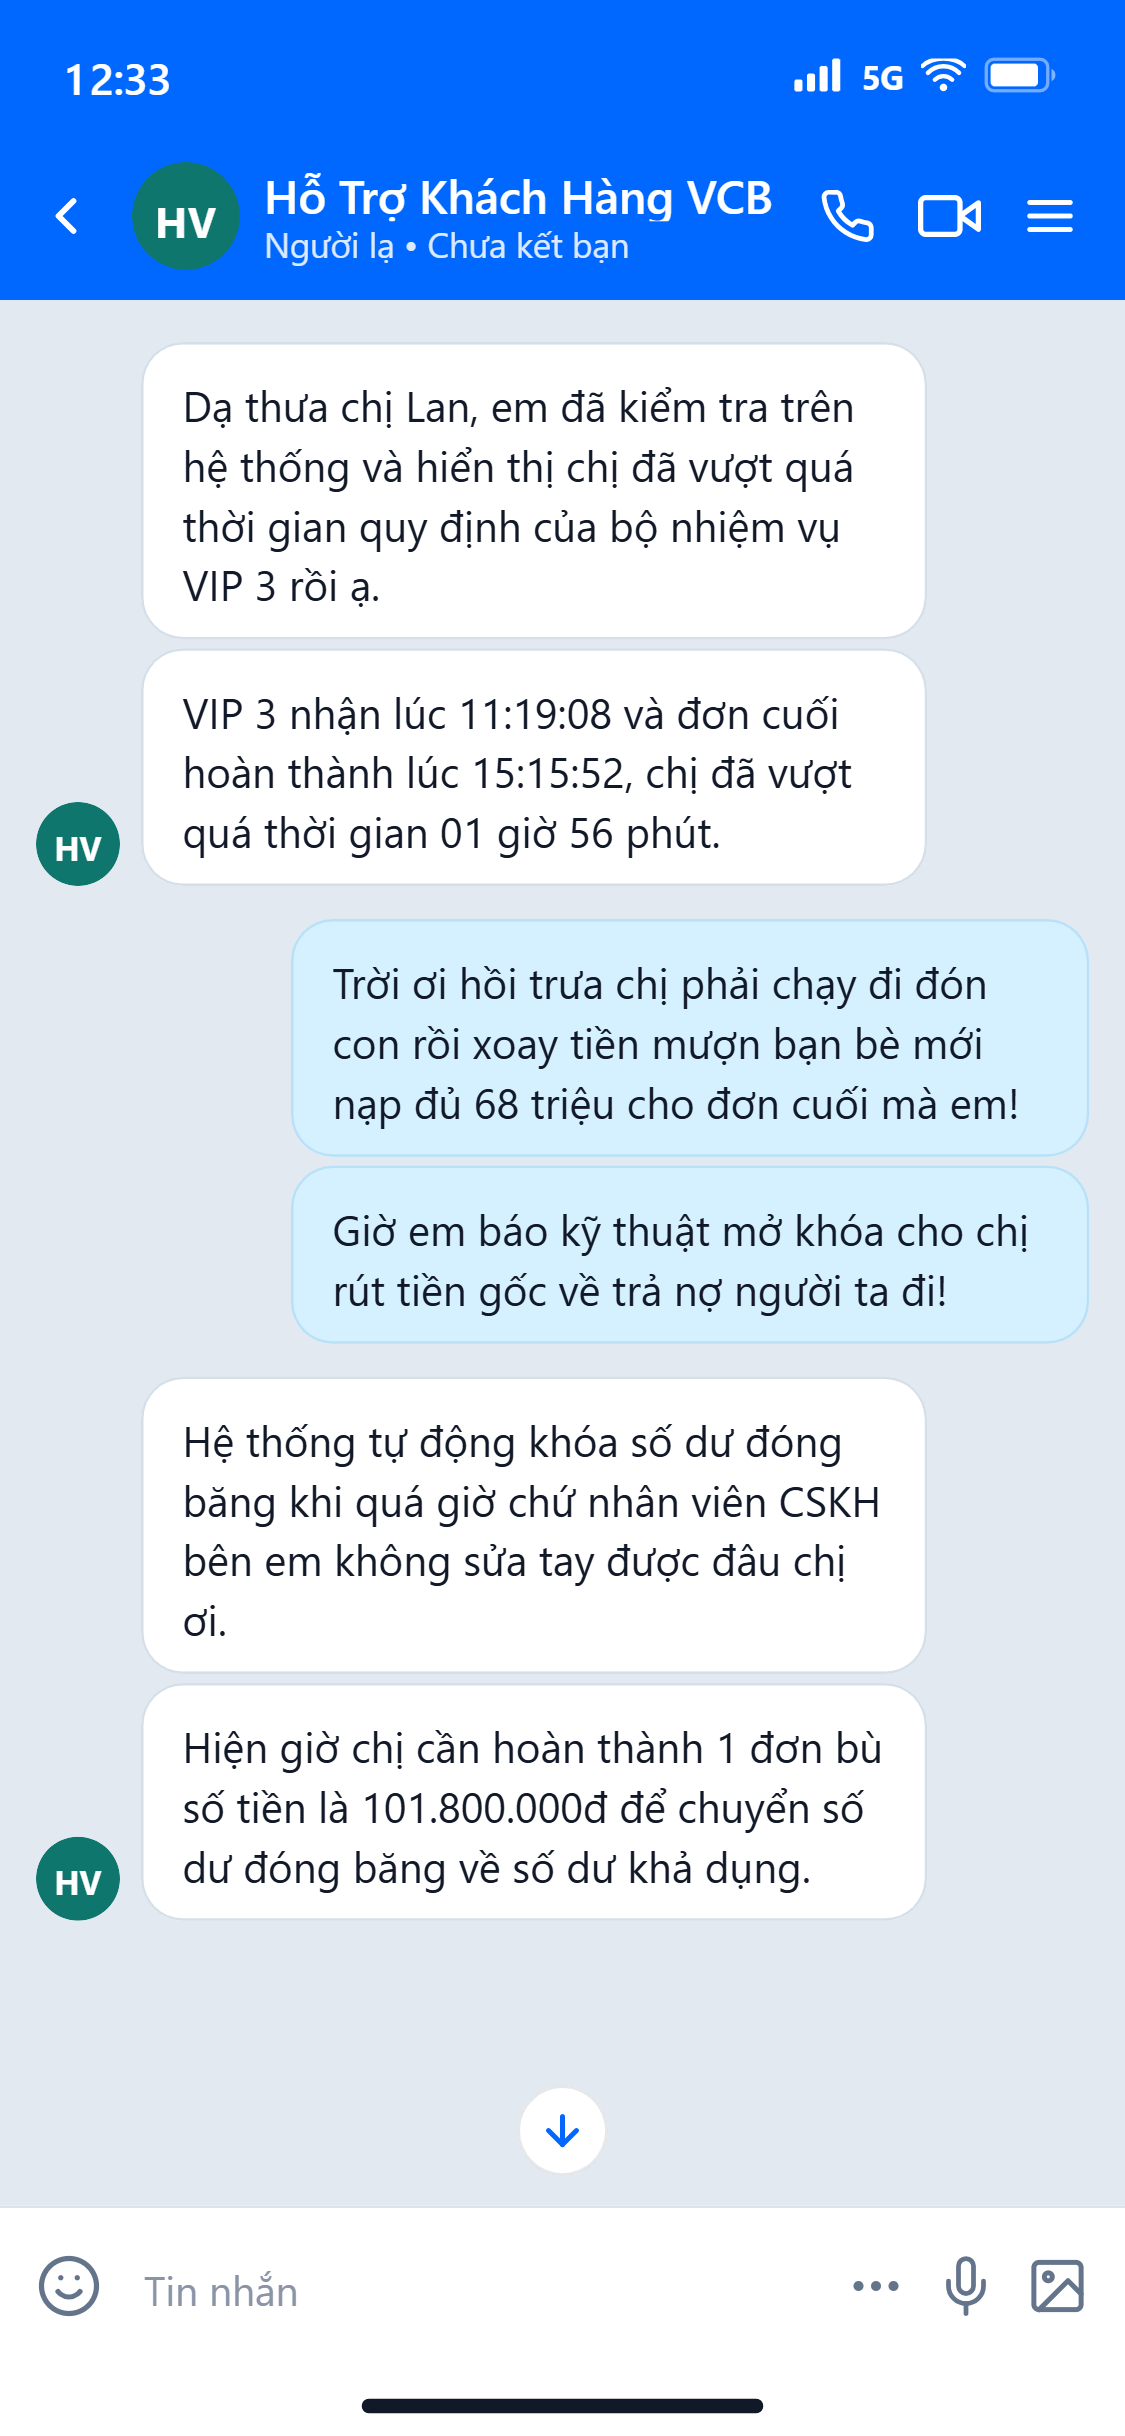 12:33
5G
HV
Hỗ Trợ Khách Hàng VCB
Người lạ • Chưa kết bạn
Dạ thưa chị Lan, em đã kiểm tra trên
hệ thống và hiển thị chị đã vượt quá
thời gian quy định của bộ nhiệm vụ
VIP 3 rồi ạ.
VIP 3 nhận lúc 11:19:08 và đơn cuối
hoàn thành lúc 15:15:52, chị đã vượt
quá thời gian 01 giờ 56 phút.
HV
Trời ơi hồi trưa chị phải chạy đi đón
con rồi xoay tiền mượn bạn bè mới
nạp đủ 68 triệu cho đơn cuối mà em!
Giờ em báo kỹ thuật mở khóa cho chị
rút tiền gốc về trả nợ người ta đi!
Hệ thống tự động khóa số dư đóng
băng khi quá giờ chứ nhân viên CSKH
bên em không sửa tay được đâu chị
ơi.
Hiện giờ chị cần hoàn thành 1 đơn bù
số tiền là 101.800.000đ để chuyển số
dư đóng băng về số dư khả dụng.
HV
Tin nhắn